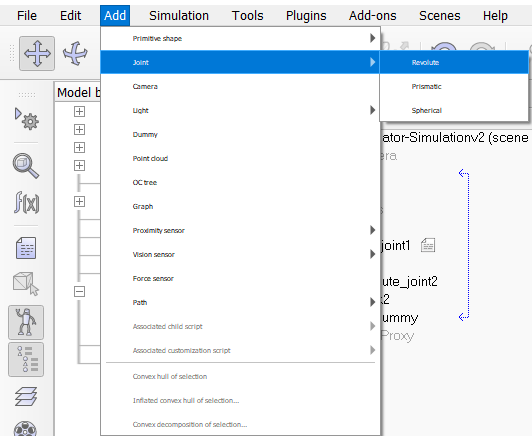 File Edit Add Simulation Tools Plugins Add-ons Scenes Help
Primitive shape
Joint
Revolute
Model b
Camera
Prismatic
Light
Spherical
Dummy
ator-Simulationv2 (scene
Point cloud
era
OC tree
f(x)
Graph
Proximity sensor
joint1
Vision sensor
Force sensor
ute_joint2
Path
2
ummy
Associated child script
Proxy
Associated customization script
Convex hull of selection
Inflated convex hull of selection...
Convex decomposition of selection...